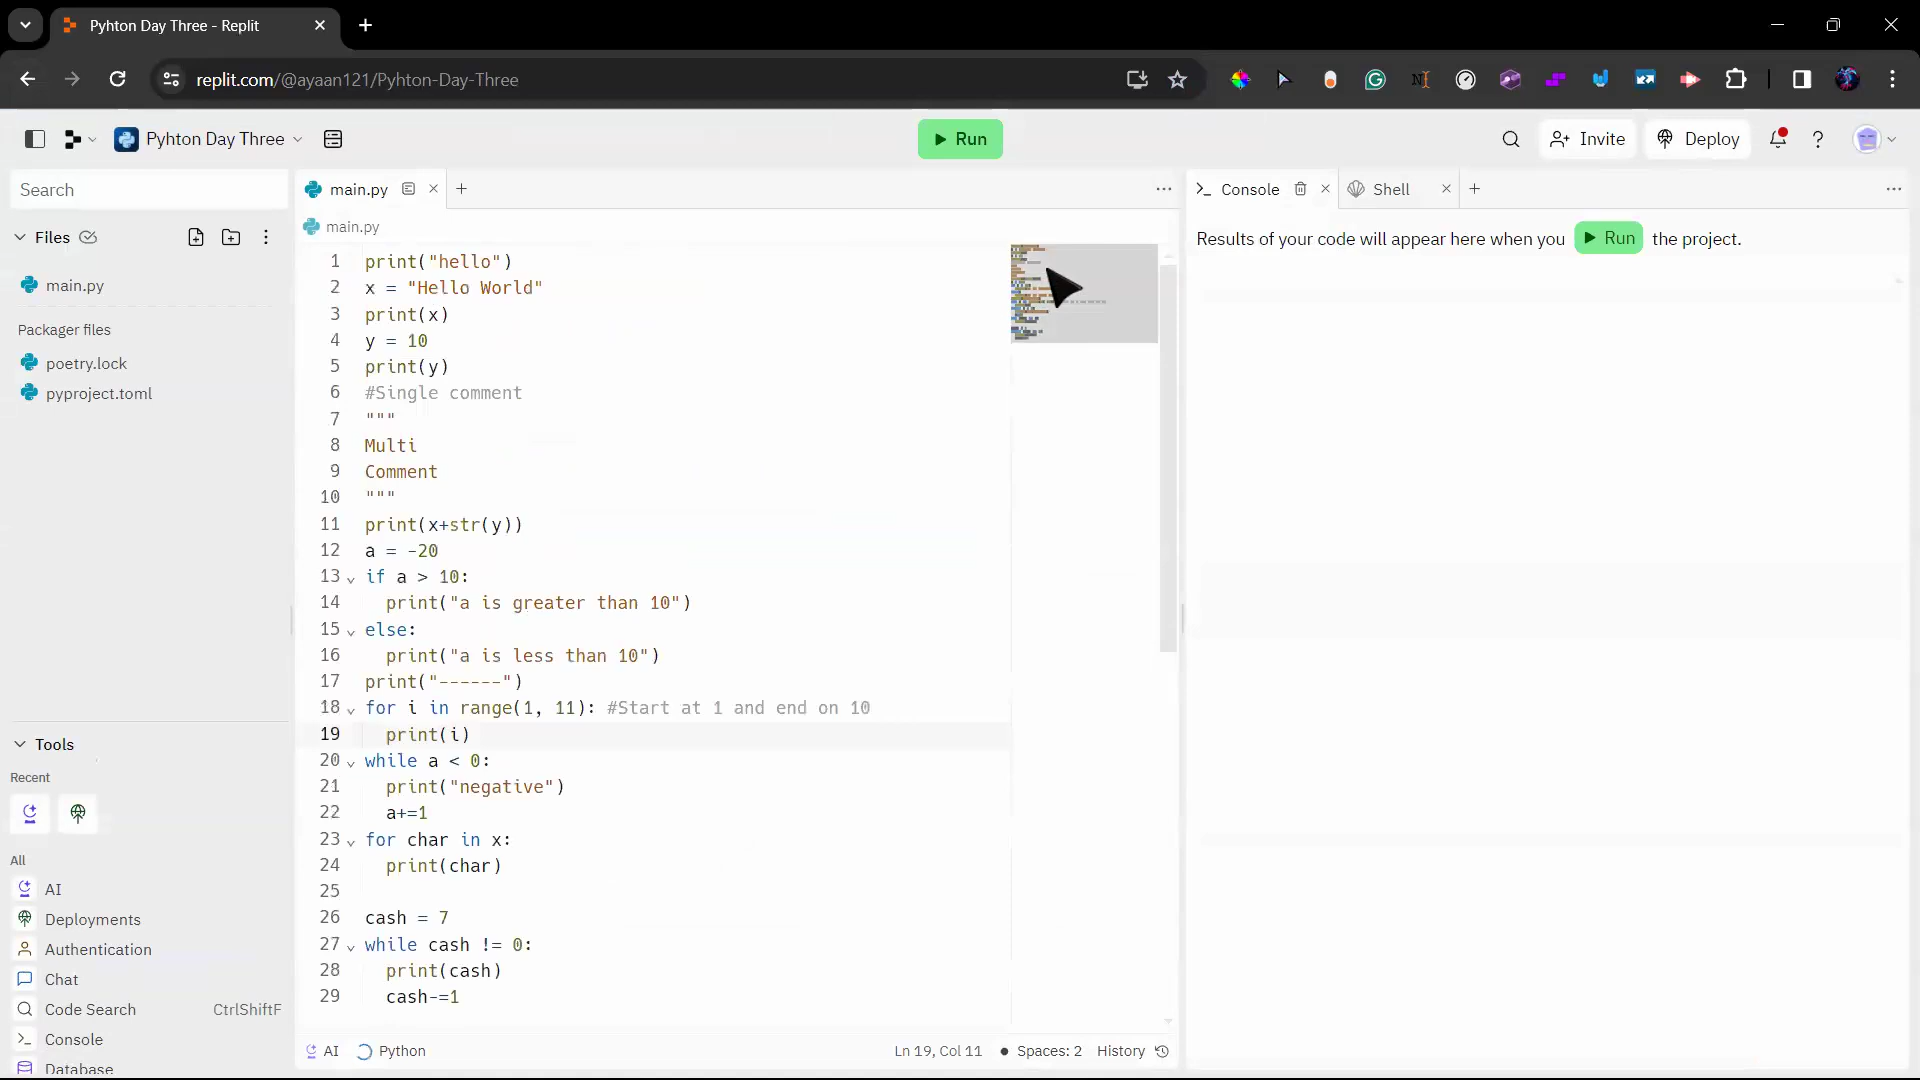 Pyhton Day Three - Replit
replit.com/@ayaan121/Pyhton-Day-Three
Pyhton Day Three
Run
Invite
Deploy
Search
main.py
Console
Shell
Files
main.py
Results of your code will appear here when you Run the project.
main.py
Packager files
poetry.lock
pyproject.toml
1 print("hello")
2 x = "Hello World"
3 print(x)
4 y = 10
5 print(y)
6 #Single comment
7 """
8 Multi
9 Comment
10 """
11 print(x+str(y))
12 a = -20
13 if a > 10:
14 print("a is greater than 10")
15 else:
16 print("a is less than 10")
17 print("------")
18 for i in range(1, 11): #Start at 1 and end on 10
19 print(i)
20 while a < 0:
21 print("negative")
22 a+=1
23 for char in x:
24 print(char)
25
26 cash = 7
27 while cash != 0:
28 print(cash)
29 cash-=1
Tools
Recent
All
AI
Deployments
Authentication
Chat
Code Search CtrlShiftF
Console
Database
AI
Python
Ln 19, Col 11
Spaces: 2
History